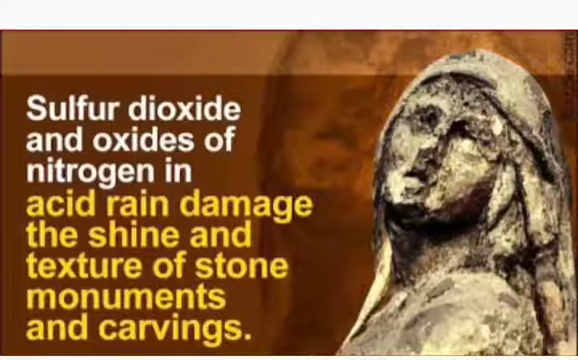 Sulfur dioxide
and oxides of
nitrogen in
acid rain damage
the shine and
texture of stone
monuments
and carvings.